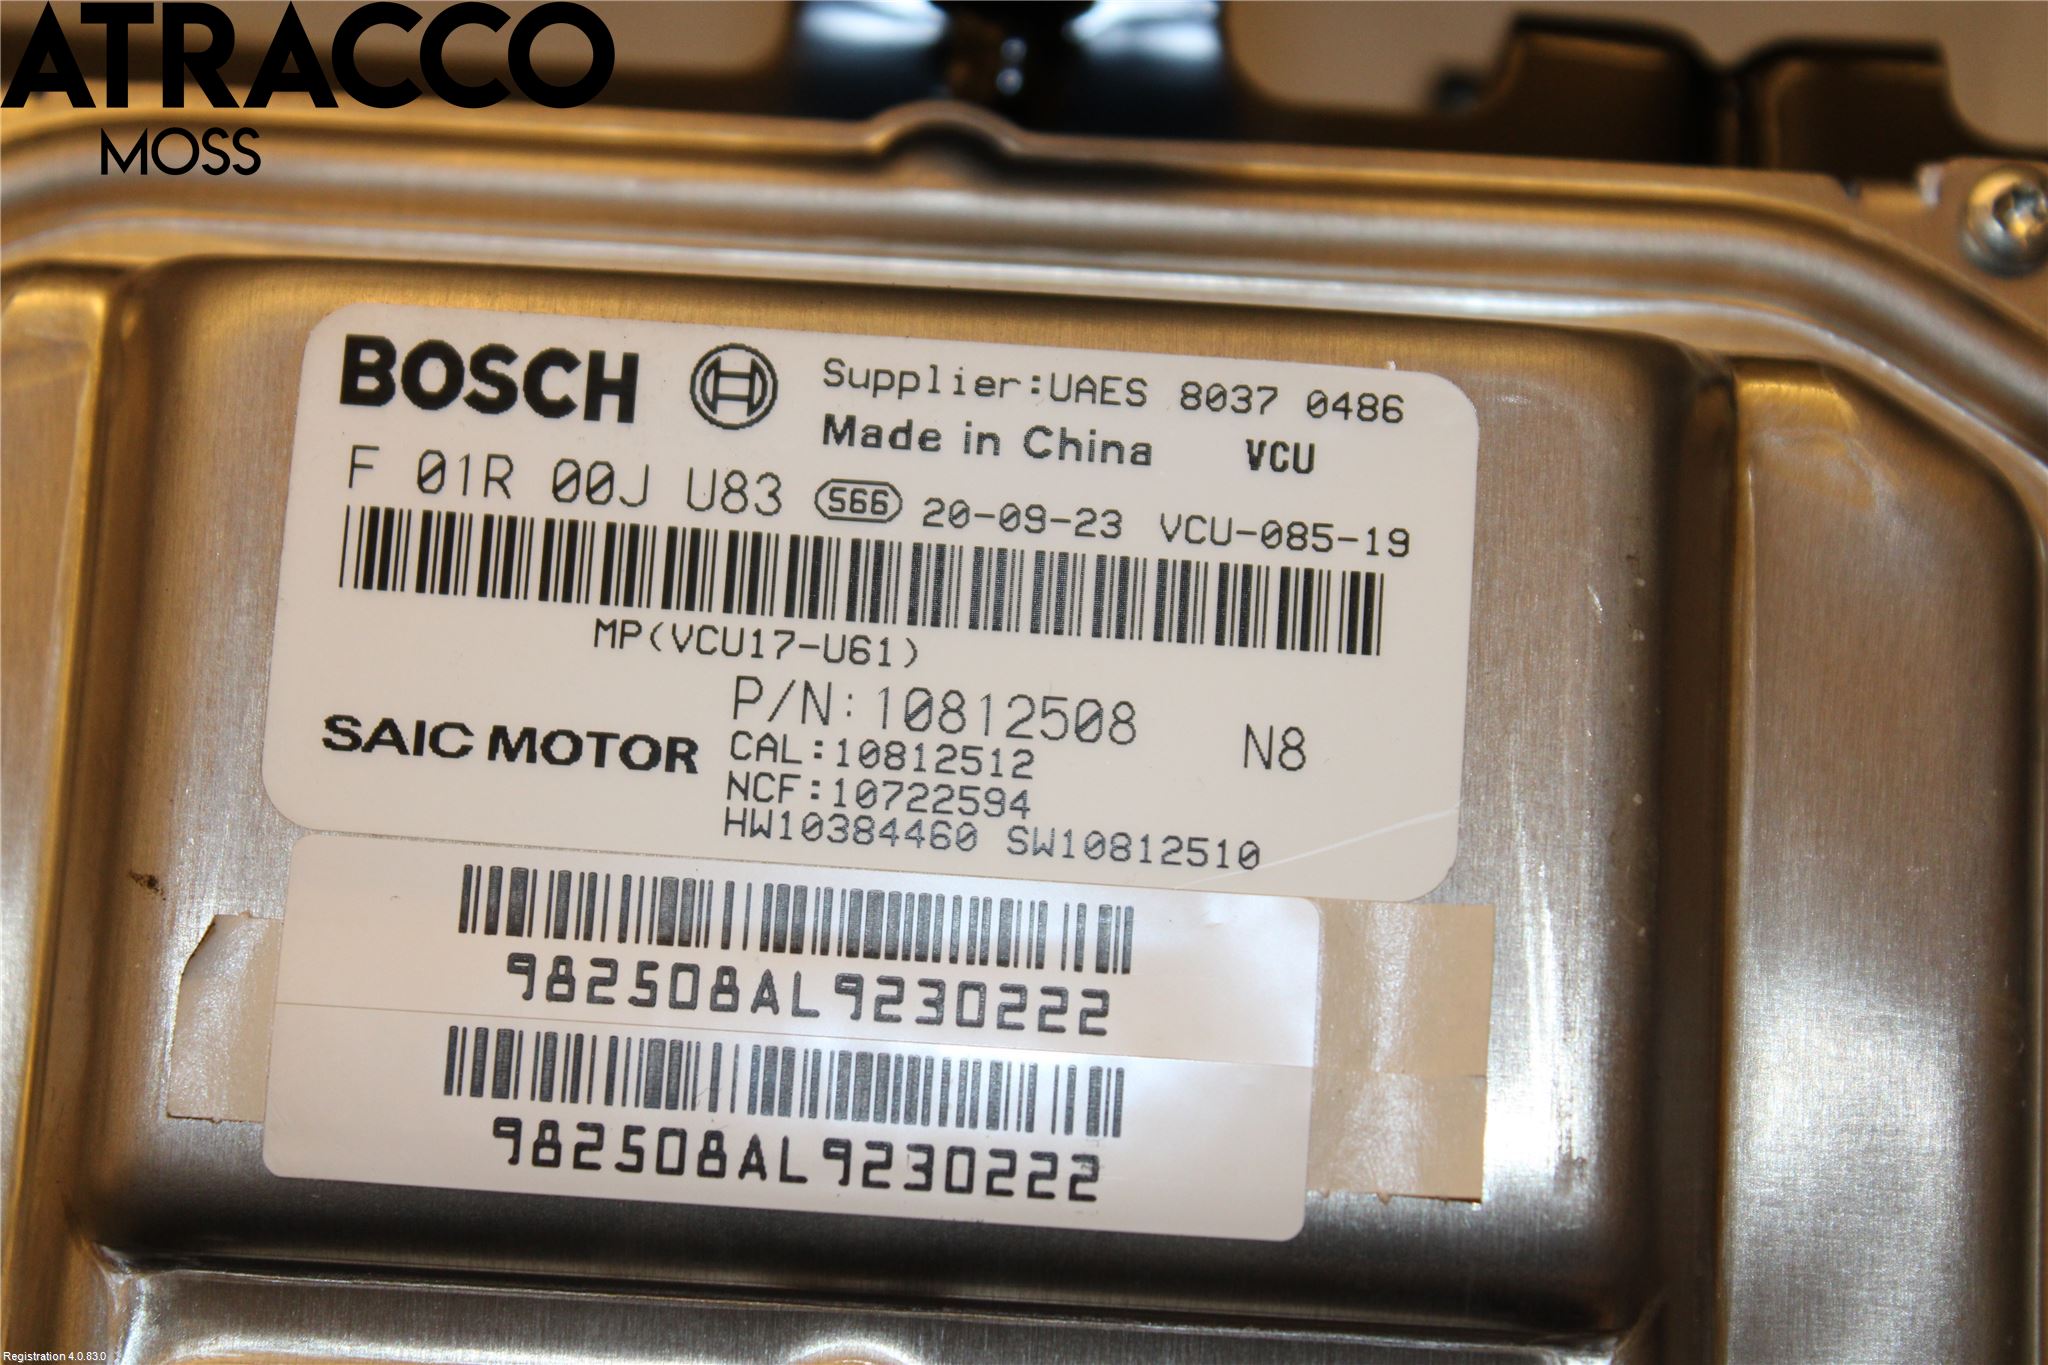 ATRACCO
MOSS
BOSCH Supplier:UAES 8037 0486
Made in China VCU
F 01R 00J U83 S66 20-09-23 VCU-085-19
MP(VCU17-U61)
P/N:10812508 N8
SAIC MOTOR CAL:10812512
NCF:10722594
HW10384460 SW10812510
982508AL9230222
982508AL9230222
Registration 4.0.83.0